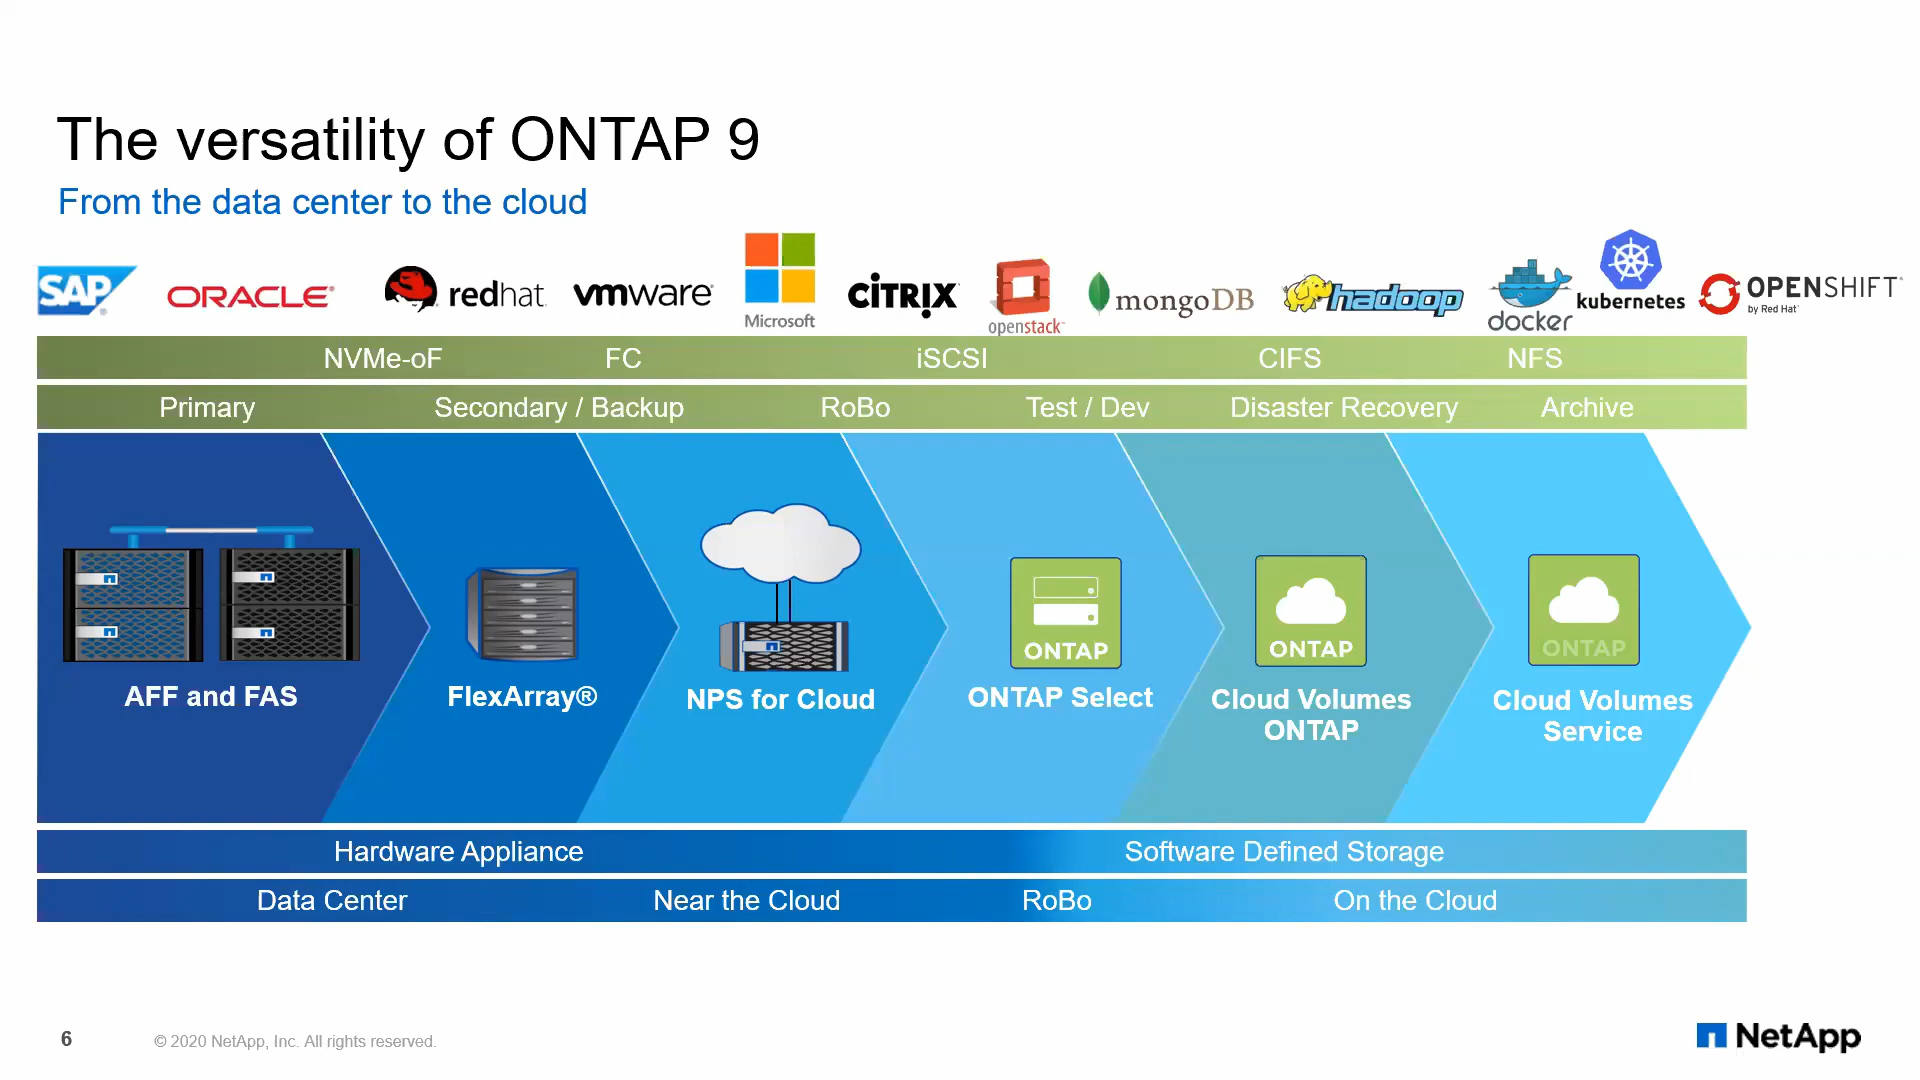 The versatility of ONTAP 9
From the data center to the cloud
SAP ORACLE redhat vmware Microsoft CITRIX openstack mongoDB hadoop docker kubernetes OPENSHIFT by Red Hat
NVMe-oF FC iSCSI CIFS NFS
Primary Secondary / Backup RoBo Test / Dev Disaster Recovery Archive
ONTAP ONTAP ONTAP
AFF and FAS FlexArray® NPS for Cloud ONTAP Select Cloud Volumes ONTAP Cloud Volumes Service
Hardware Appliance Software Defined Storage
Data Center Near the Cloud RoBo On the Cloud
6 © 2020 NetApp, Inc. All rights reserved. NetApp